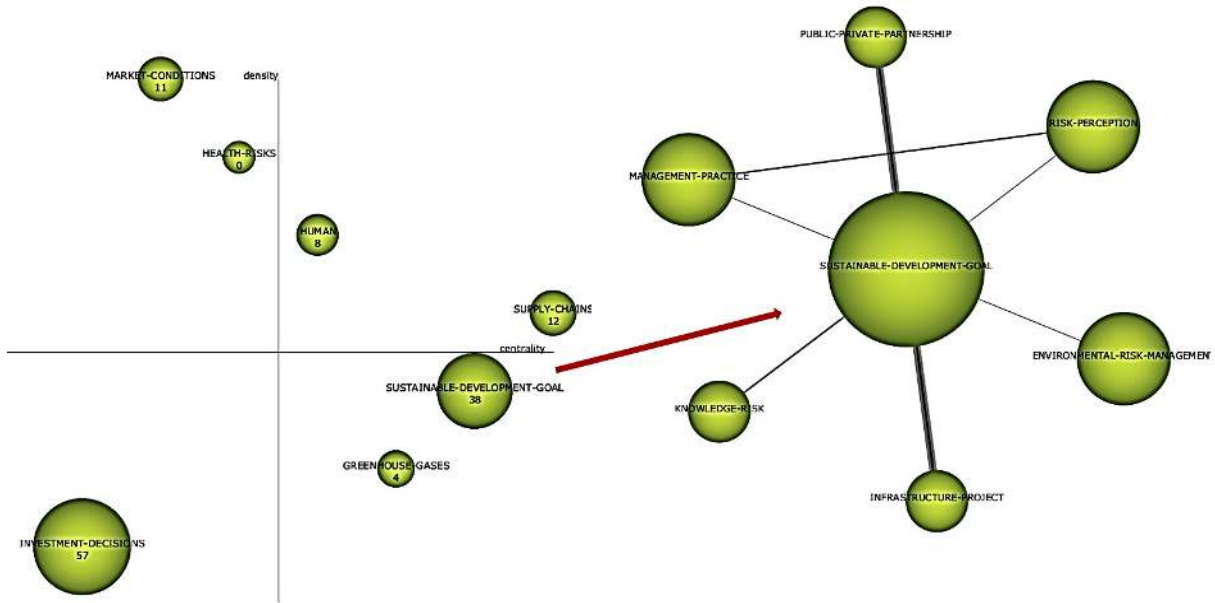 MARKET-CONDITIONS
11
density
HEALTH-RISKS
0
HUMAN
8
SUPPLY-CHAINS
12
centrality
SUSTAINABLE-DEVELOPMENT-GOAL
38
GREENHOUSE-GASES
4
INVESTMENT-DECISIONS
57
PUBLIC-PRIVATE-PARTNERSHIP
RISK-PERCEPTION
MANAGEMENT-PRACTICE
SUSTAINABLE-DEVELOPMENT-GOAL
ENVIRONMENTAL-RISK-MANAGEMENT
KNOWLEDGE-RISK
INFRASTRUCTURE-PROJECT